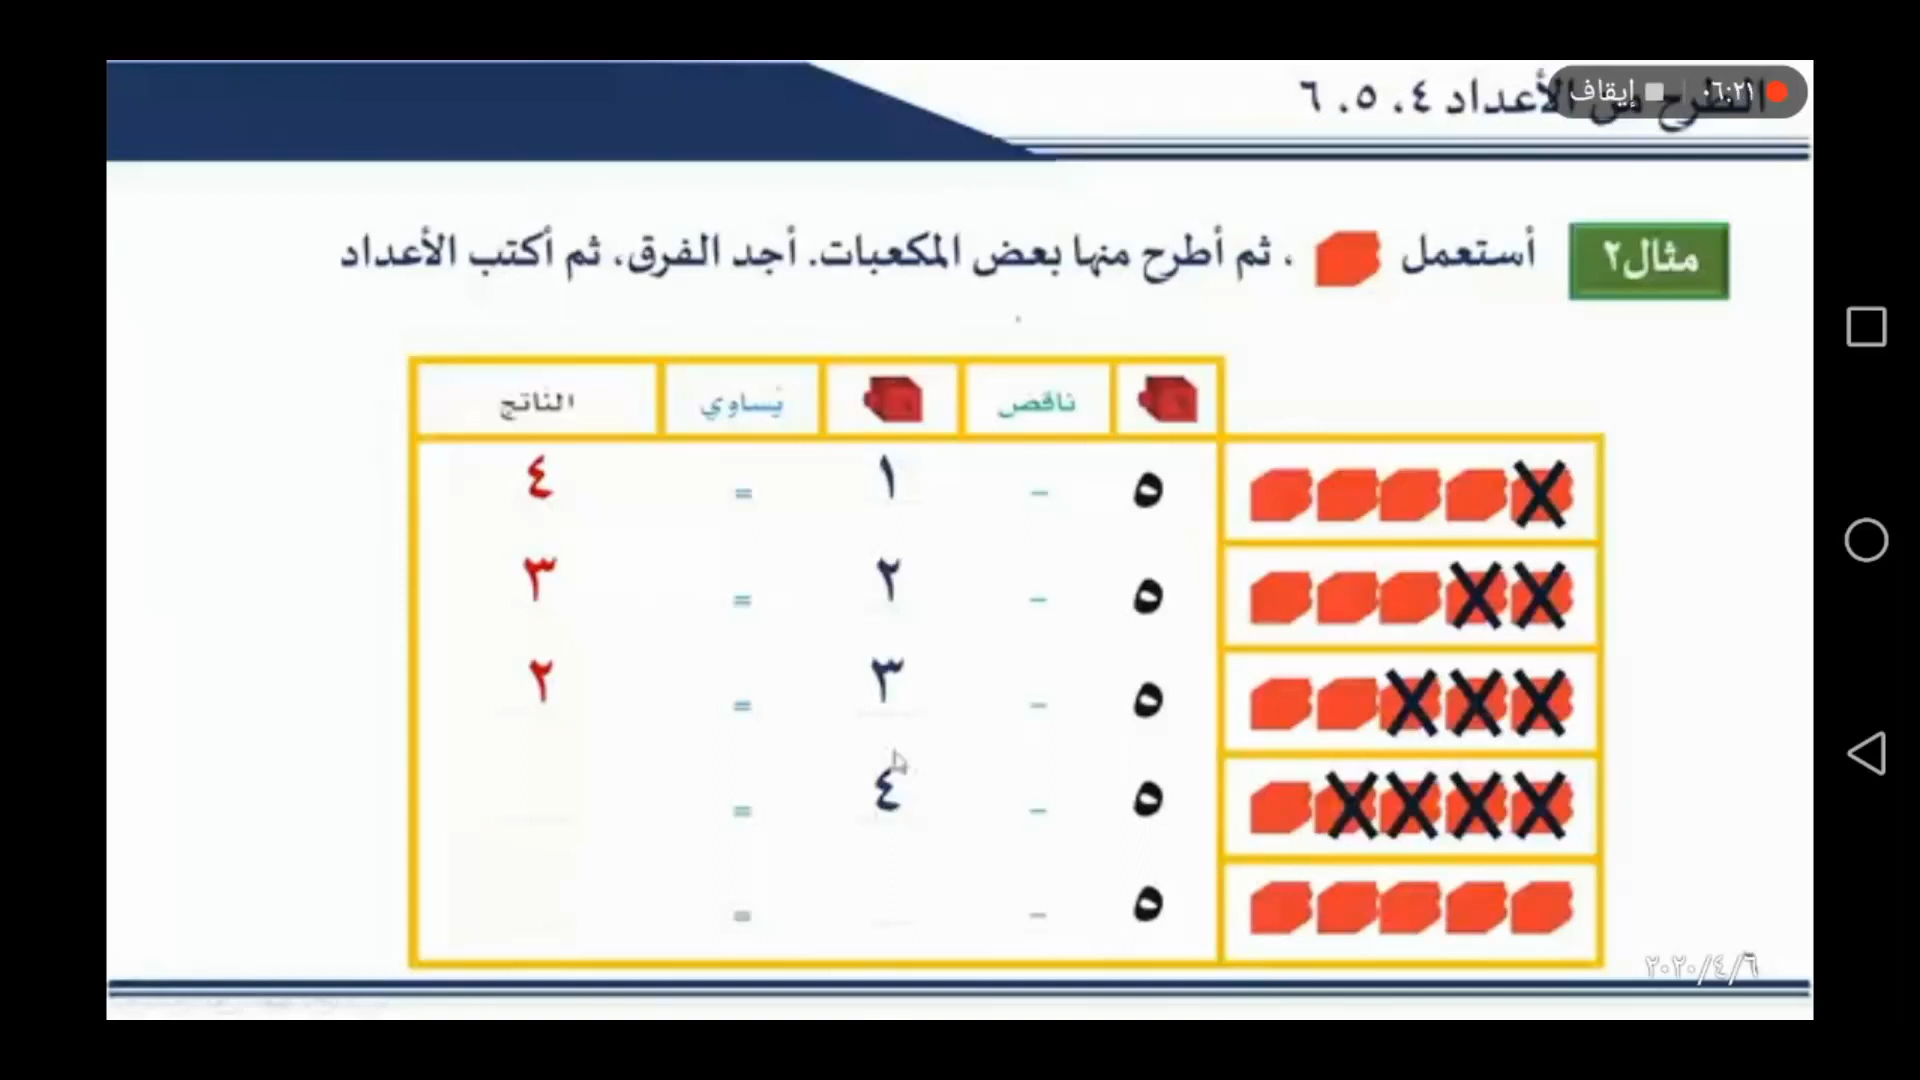 الطرح من الأعداد ٤، ٥، ٦
٠٦:٢١ إيقاف
مثال٢ أستعمل ، ثم أطرح منها بعض المكعبات. أجد الفرق، ثم أكتب الأعداد
ناقص يساوي الناتج
٥ - ١ = ٤
٥ - ٢ = ٣
٥ - ٣ = ٢
٥ - ٤ =
٥ - =
٢٠٢٠/٤/٦